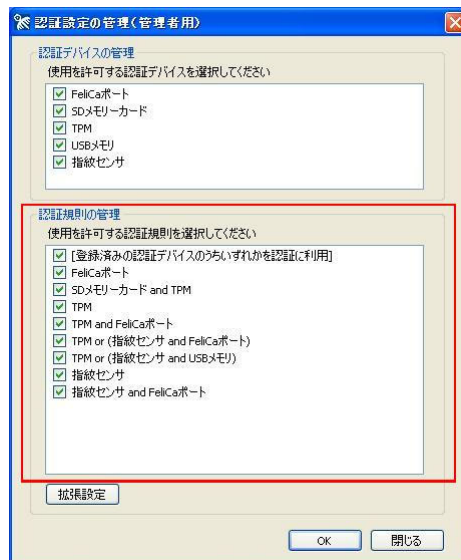 認証設定の管理(管理者用)
認証デバイスの管理
使用を許可する認証デバイスを選択してください
FeliCaポート
SDメモリーカード
TPM
USBメモリ
指紋センサ
認証規則の管理
使用を許可する認証規則を選択してください
[登録済みの認証デバイスのうちいずれかを認証に利用]
FeliCaポート
SDメモリーカード and TPM
TPM
TPM and FeliCaポート
TPM or (指紋センサ and FeliCaポート)
TPM or (指紋センサ and USBメモリ)
指紋センサ
指紋センサ and FeliCaポート
拡張設定
OK 閉じる